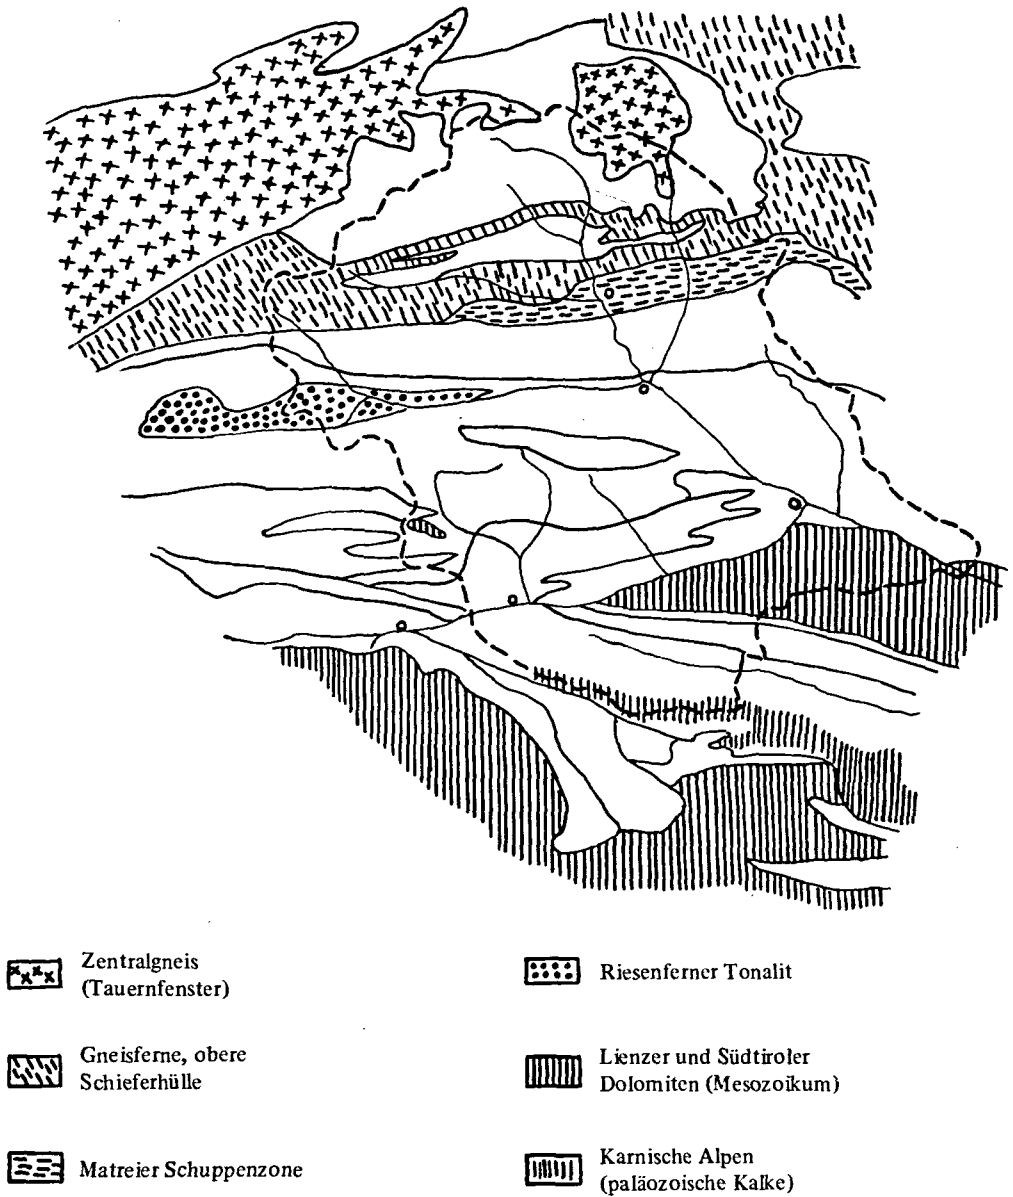 Zentralgneis
(Tauernfenster)
Gneisferne, obere
Schieferhülle
Matreier Schuppenzone
Riesenferner Tonalit
Lienzer und Südtiroler
Dolomiten (Mesozoikum)
Karnische Alpen
(paläozoische Kalke)